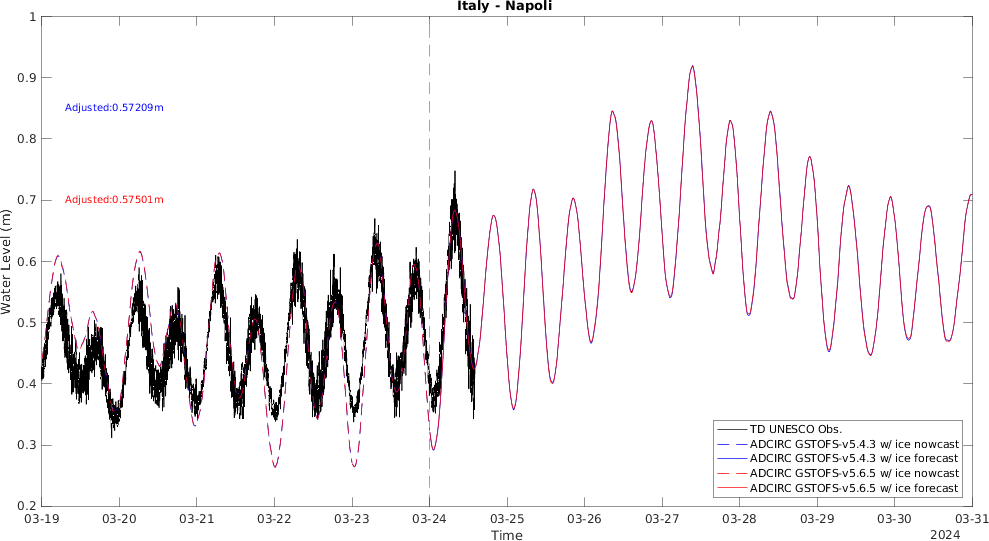 Italy - Napoli
1
0.9
0.8
0.7
0.6
0.5
0.4
0.3
0.2
Water Level (m)
Adjusted:0.57209m
Adjusted:0.57501m
TD UNESCO Obs.
ADCIRC GSTOFS-v5.4.3 w/ ice nowcast
ADCIRC GSTOFS-v5.4.3 w/ ice forecast
ADCIRC GSTOFS-v5.6.5 w/ ice nowcast
ADCIRC GSTOFS-v5.6.5 w/ ice forecast
03-19 03-20 03-21 03-22 03-23 03-24 03-25 03-26 03-27 03-28 03-29 03-30 03-31
Time
2024